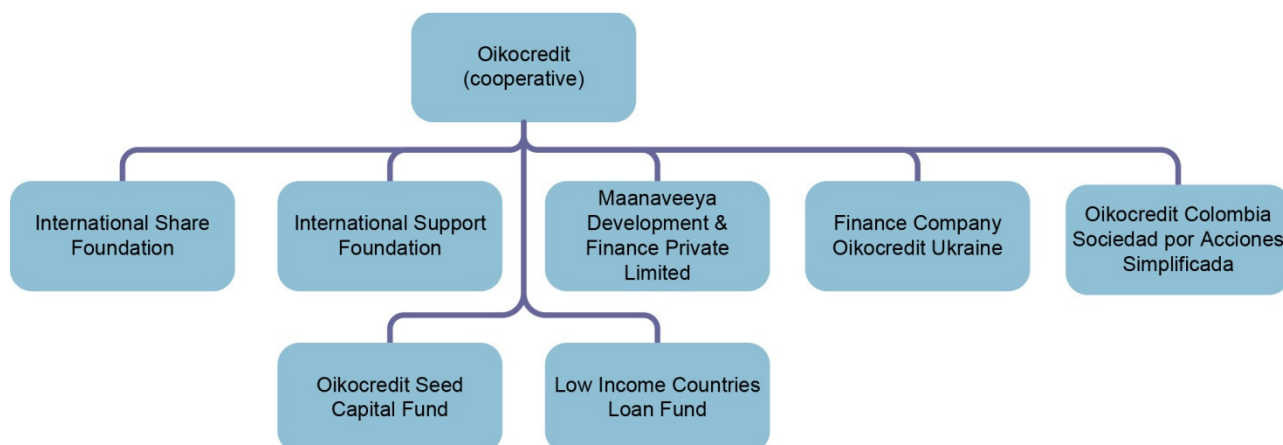 Oikocredit
(cooperative)
International Share
Foundation
International Support
Foundation
Maanaveeya
Development &
Finance Private
Limited
Finance Company
Oikocredit Ukraine
Oikocredit Colombia
Sociedad por Acciones
Simplificada
Oikocredit Seed
Capital Fund
Low Income Countries
Loan Fund